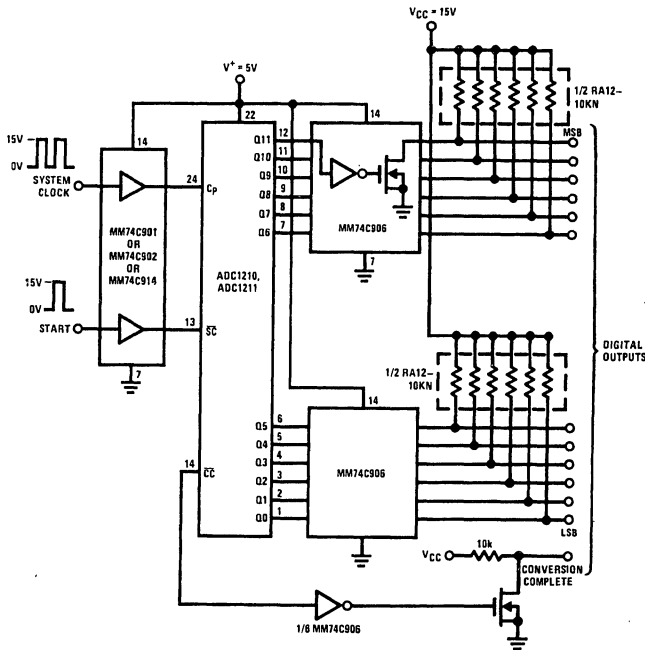 VCC = 15V
V+ = 5V
1/2 RA12–
10KN
MSB
15V
0V
SYSTEM
CLOCK
14
22
14
24
CP
Q11
12
Q10
11
Q9
10
Q8
9
Q7
8
Q6
7
MM74C906
7
MM74C901
OR
MM74C902
OR
MM74C914
ADC1210,
ADC1211
15V
0V
START
13
SC
7
1/2 RA12–
10KN
DIGITAL
OUTPUTS
14
Q5
6
Q4
5
Q3
4
Q2
3
Q1
2
Q0
1
14
CC
MM74C906
LSB
10k
VCC
CONVERSION
COMPLETE
1/6 MM74C906